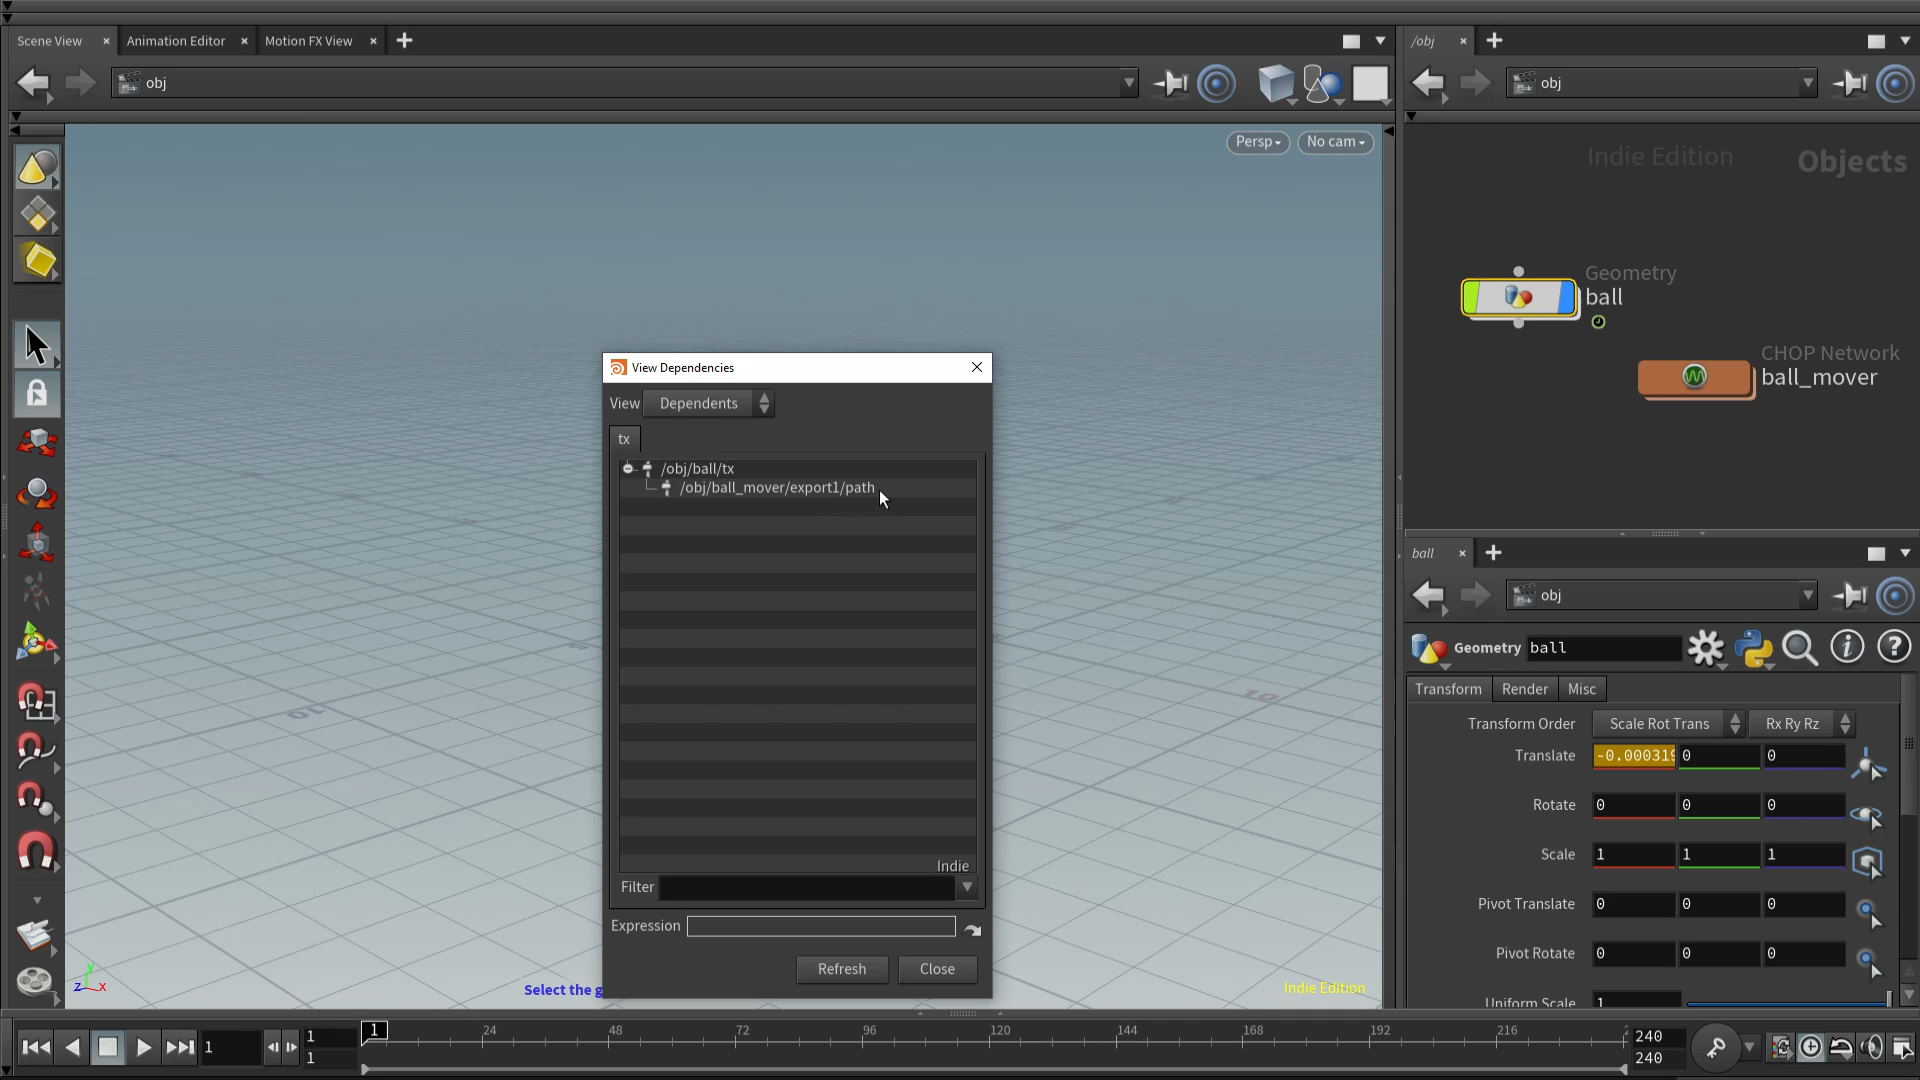 Scene View × Animation Editor × Motion FX View × +
obj
Persp No cam
View Dependencies
View Dependents
tx
/obj/ball/tx
/obj/ball_mover/export1/path
Indie
Filter
Expression
Refresh Close
Select the g
Indie Edition
z y x
10
10
/obj × +
obj
Indie Edition Objects
Geometry
ball
CHOP Network
ball_mover
ball × +
obj
Geometry ball
Transform Render Misc
Transform Order Scale Rot Trans Rx Ry Rz
Translate -0.000319 0 0
Rotate 0 0 0
Scale 1 1 1
Pivot Translate 0 0 0
Pivot Rotate 0 0 0
Uniform Scale 1
1 1 1 24 48 72 96 120 144 168 192 216 240
1 240